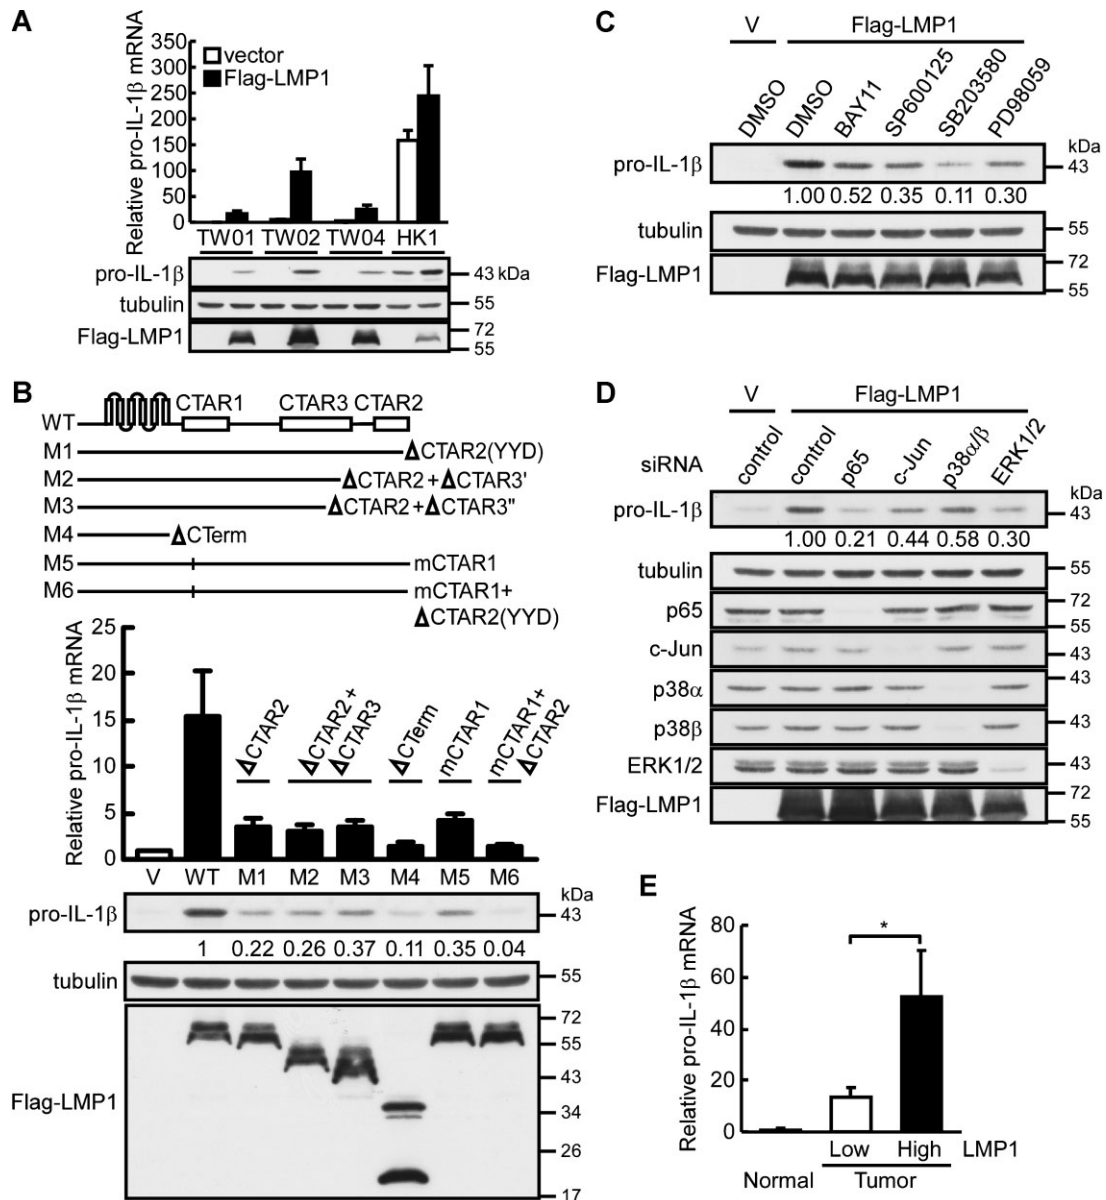 A
Relative pro-IL-1β mRNA
350
300
250
200
150
100
50
0
vector
Flag-LMP1
TW01 TW02 TW04 HK1
pro-IL-1β 43 kDa
tubulin 55
Flag-LMP1 72
55
B
CTAR1 CTAR3 CTAR2
WT
M1 ΔCTAR2(YYD)
M2 ΔCTAR2+ΔCTAR3'
M3 ΔCTAR2+ΔCTAR3"
M4 ΔCTerm
M5 mCTAR1
M6 mCTAR1+
ΔCTAR2(YYD)
Relative pro-IL-1β mRNA
25
20
15
10
5
0
ΔCTAR2
ΔCTAR2+
ΔCTAR3
ΔCTerm
mCTAR1
mCTAR1+
ΔCTAR2
V WT M1 M2 M3 M4 M5 M6
kDa
pro-IL-1β 43
1 0.22 0.26 0.37 0.11 0.35 0.04
tubulin 55
Flag-LMP1
72
55
43
34
26
17
C
V Flag-LMP1
DMSO DMSO BAY11 SP600125 SB203580 PD98059
kDa
pro-IL-1β 43
1.00 0.52 0.35 0.11 0.30
tubulin 55
Flag-LMP1 72
55
D
V Flag-LMP1
siRNA control control p65 c-Jun p38α/β ERK1/2
kDa
pro-IL-1β 43
1.00 0.21 0.44 0.58 0.30
tubulin 55
p65 72
55
c-Jun 43
p38α 43
p38β 43
ERK1/2 43
Flag-LMP1 72
55
E
Relative pro-IL-1β mRNA
80
60
40
20
0
*
Low High LMP1
Normal Tumor